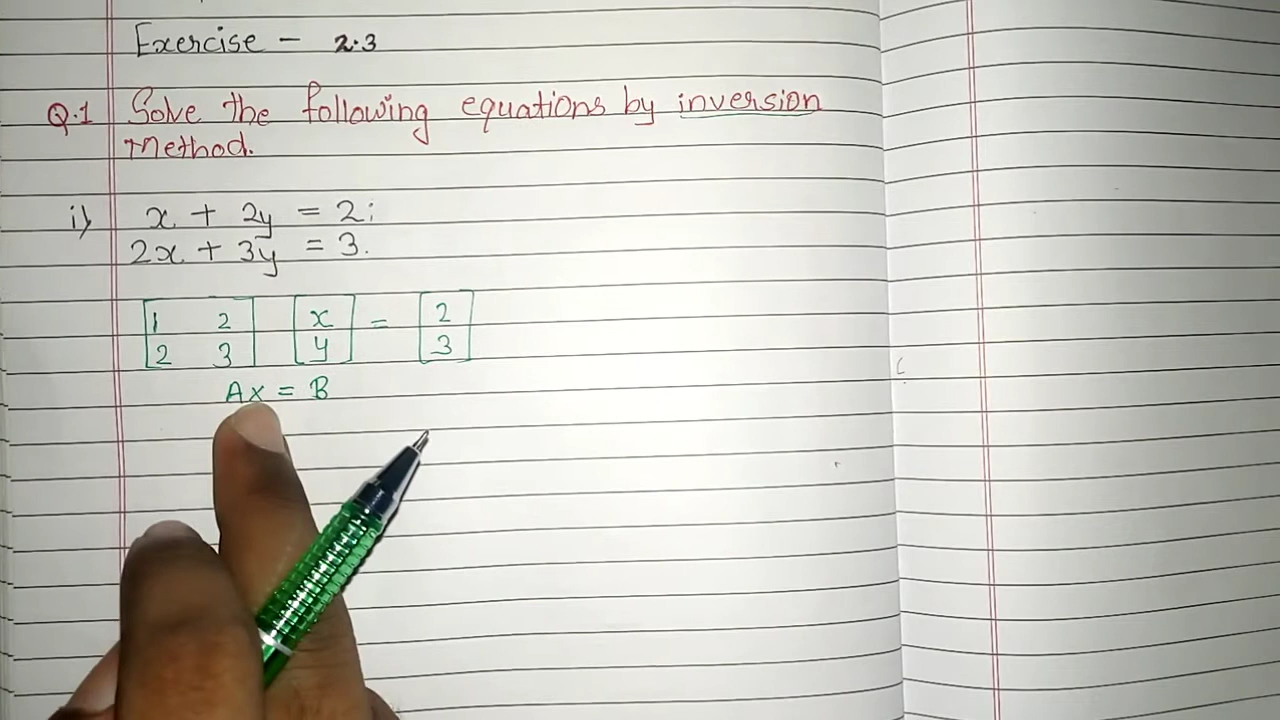 Exercise - 2.3
Q.1 Solve the following equations by inversion
Method.
i) x + 2y = 2;
2x + 3y = 3.
1 2 x = 2
2 3 y 3
AX = B